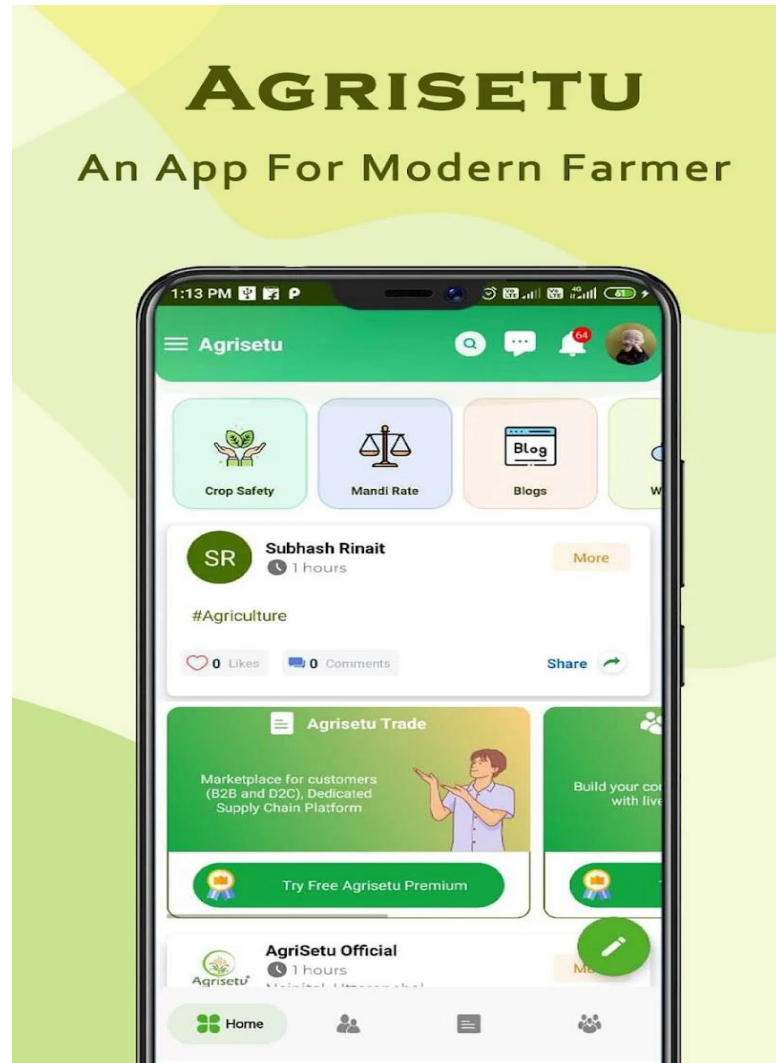 AGRISETU
An App For Modern Farmer
1:13 PM
61
Agrisetu
64
Crop Safety
Mandi Rate
Blog
Blogs
W
SR
Subhash Rinait
1 hours
More
#Agriculture
0 Likes
0 Comments
Share
Agrisetu Trade
Marketplace for customers
(B2B and D2C), Dedicated
Supply Chain Platform
Build your co
with live
Try Free Agrisetu Premium
AgriSetu Official
1 hours
Agrisetu
Home